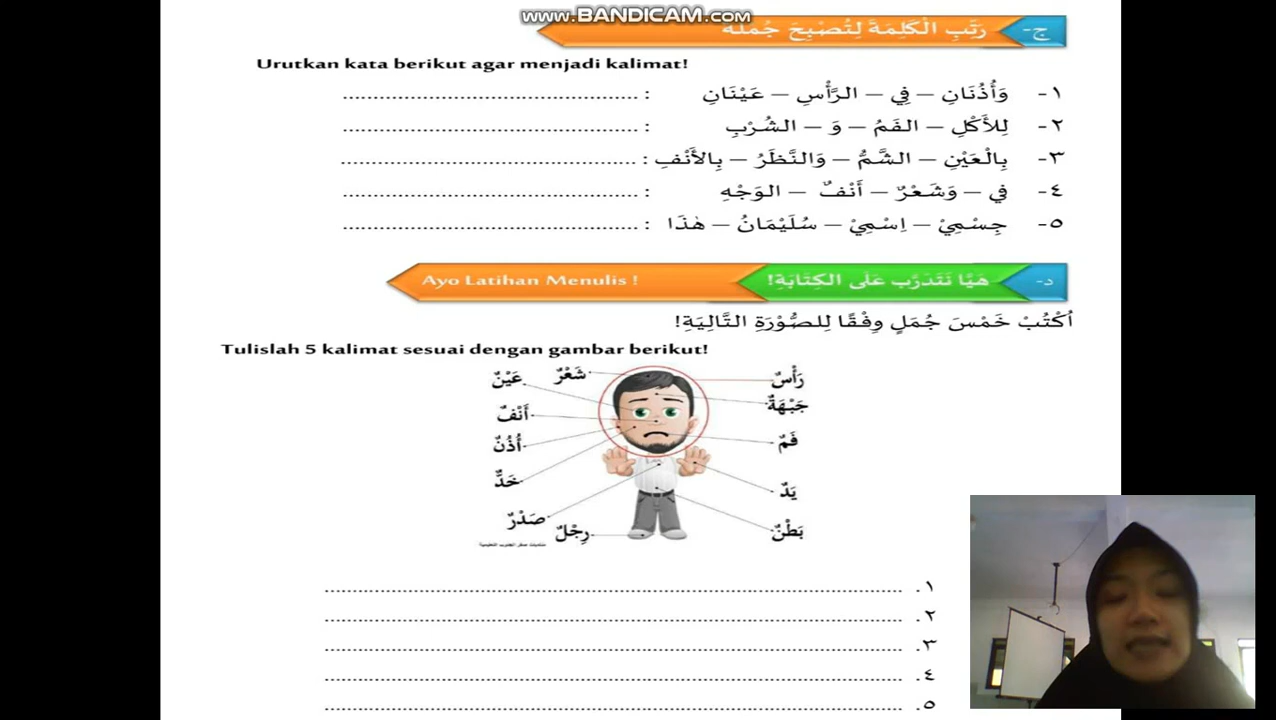 www.BANDICAM.com
ج- رَتِّبِ الْكَلِمَةَ لِتُصْبِحَ جُمْلَةً
Urutkan kata berikut agar menjadi kalimat!
١- وَأُذُنَانِ – فِي – الرَّأْسِ – عَيْنَانِ : ............................................
٢- لِلأَكْلِ – الفَمُ – وَ – الشُرْبِ : ............................................
٣- بِالْعَيْنِ – الشَّمُّ – وَالنَّظَرُ – بِالأَنْفِ : ............................................
٤- في – وَشَعْرٌ – أَنْفٌ – الوَجْهِ : ............................................
٥- جِسْمِيْ – اِسْمِيْ – سُلَيْمَانُ – هٰذَا : ............................................
د- هَيَّا نَتَدَرَّب عَلَى الكِتَابَةِ! Ayo Latihan Menulis !
اُكْتُبْ خَمْسَ جُمَلٍ وِفْقًا لِلصُّوْرَةِ التَّالِيَةِ!
Tulislah 5 kalimat sesuai dengan gambar berikut!
رَأْسٌ
شَعْرٌ
عَيْنٌ
جَبْهَةٌ
أَنْفٌ
فَمٌ
أُذُنٌ
خَدٌّ
يَدٌ
صَدْرٌ
بَطْنٌ
رِجْلٌ
١. ............................................
٢. ............................................
٣. ............................................
٤. ............................................
٥. ............................................